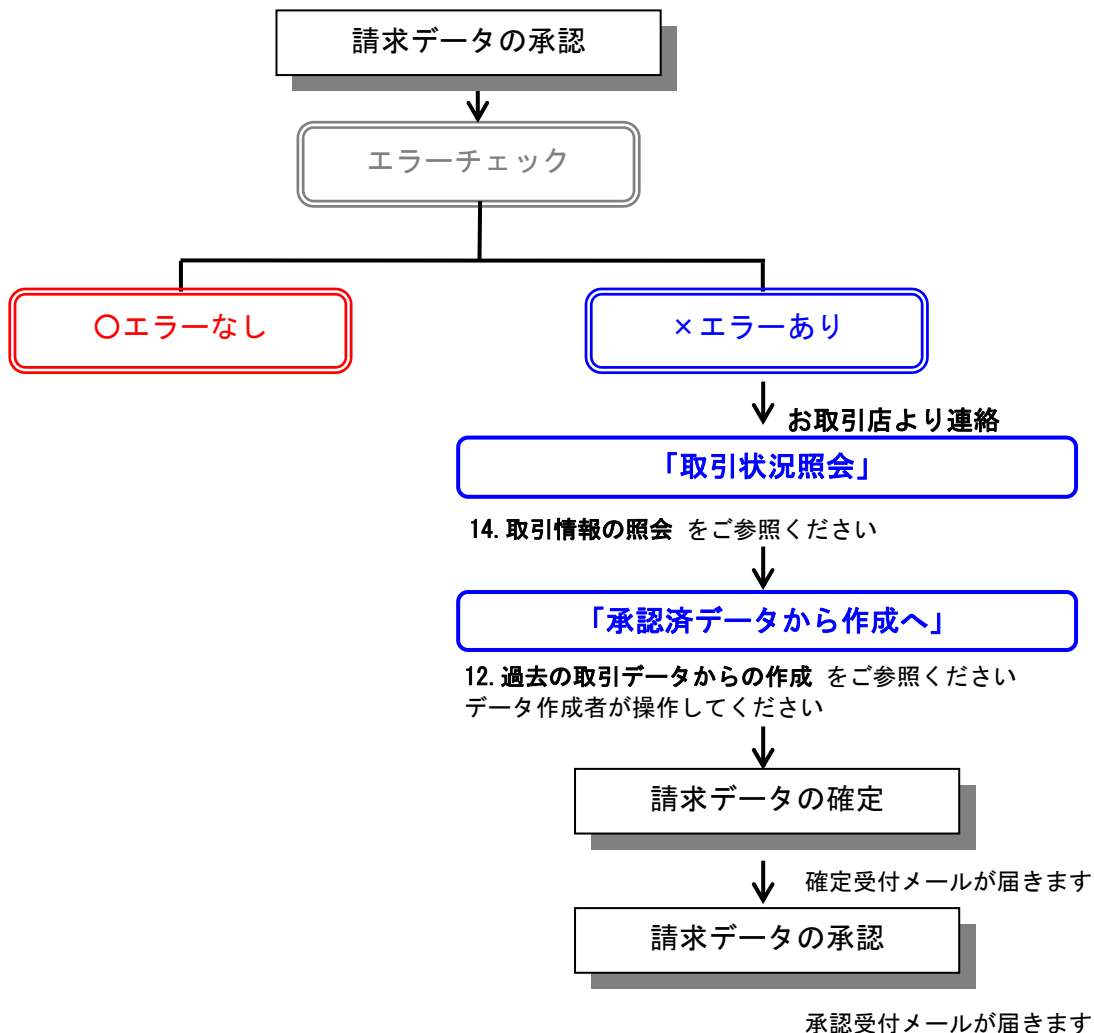 請求データの承認
エラーチェック
○エラーなし
×エラーあり
お取引店より連絡
「取引状況照会」
14.取引情報の照会 をご参照ください
「承認済データから作成へ」
12.過去の取引データからの作成 をご参照ください
データ作成者が操作してください
請求データの確定
確定受付メールが届きます
請求データの承認
承認受付メールが届きます